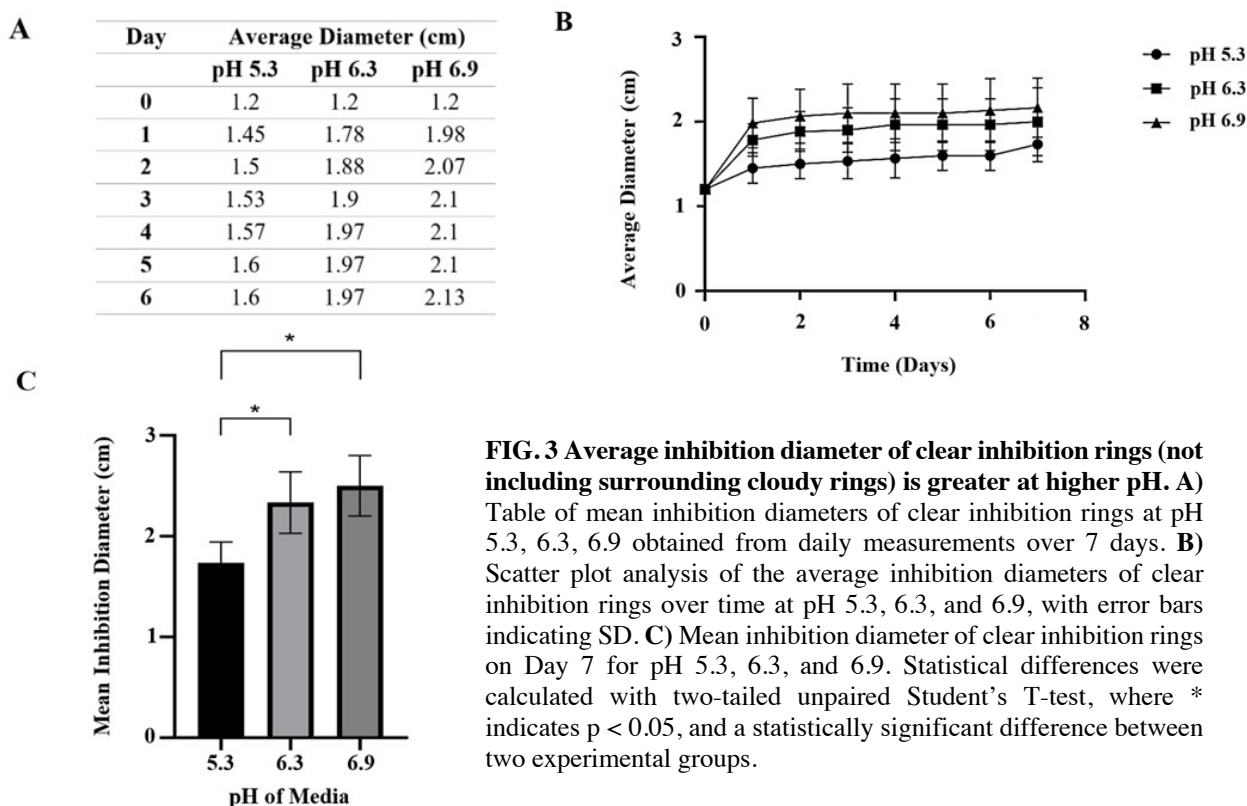 A
Day Average Diameter (cm)
pH 5.3 pH 6.3 pH 6.9
0 1.2 1.2 1.2
1 1.45 1.78 1.98
2 1.5 1.88 2.07
3 1.53 1.9 2.1
4 1.57 1.97 2.1
5 1.6 1.97 2.1
6 1.6 1.97 2.13
B
Average Diameter (cm)
3
2
1
0
0 2 4 6 8
Time (Days)
pH 5.3
pH 6.3
pH 6.9
C
Mean Inhibition Diameter (cm)
*
*
3
2
1
0
5.3 6.3 6.9
pH of Media
FIG. 3 Average inhibition diameter of clear inhibition rings (not
including surrounding cloudy rings) is greater at higher pH. A)
Table of mean inhibition diameters of clear inhibition rings at pH
5.3, 6.3, 6.9 obtained from daily measurements over 7 days. B)
Scatter plot analysis of the average inhibition diameters of clear
inhibition rings over time at pH 5.3, 6.3, and 6.9, with error bars
indicating SD. C) Mean inhibition diameter of clear inhibition rings
on Day 7 for pH 5.3, 6.3, and 6.9. Statistical differences were
calculated with two-tailed unpaired Student’s T-test, where *
indicates p < 0.05, and a statistically significant difference between
two experimental groups.